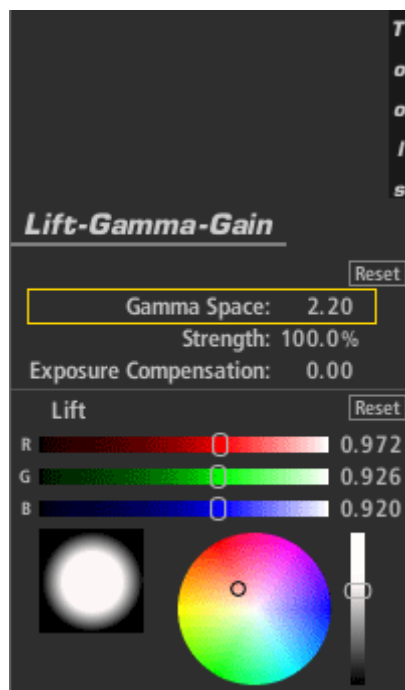 Tools
Lift-Gamma-Gain
Reset
Gamma Space: 2.20
Strength: 100.0%
Exposure Compensation: 0.00
Lift Reset
R 0.972
G 0.926
B 0.920